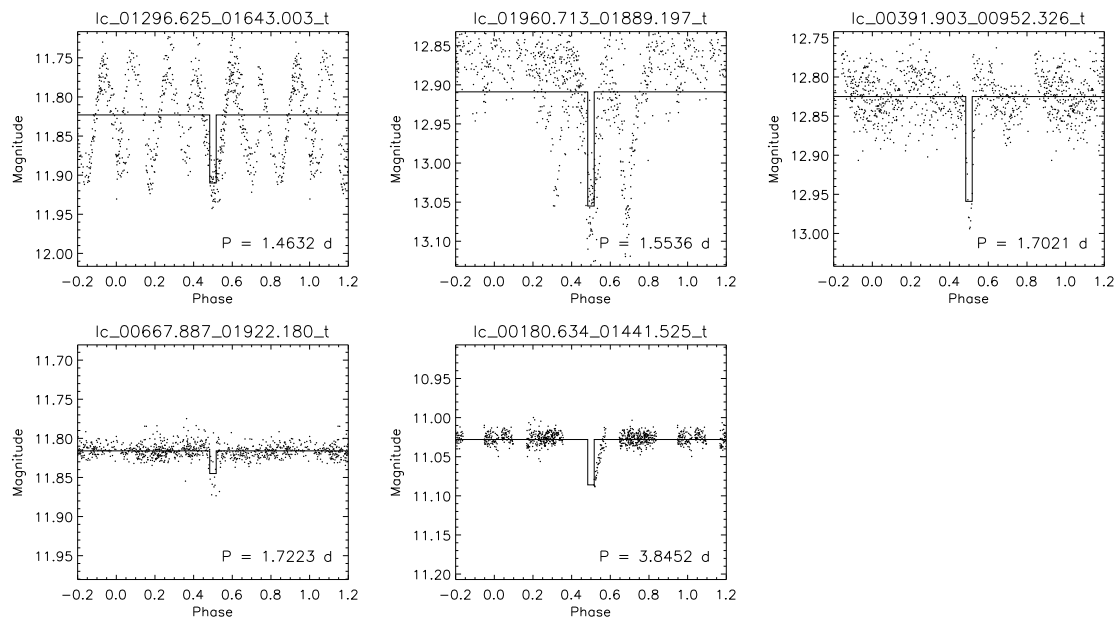 lc_01296.625_01643.003_t
11.75
11.80
11.85
11.90
11.95
12.00
Magnitude
P = 1.4632 d
−0.2 0.0 0.2 0.4 0.6 0.8 1.0 1.2
Phase
lc_01960.713_01889.197_t
12.85
12.90
12.95
13.00
13.05
13.10
Magnitude
P = 1.5536 d
−0.2 0.0 0.2 0.4 0.6 0.8 1.0 1.2
Phase
lc_00391.903_00952.326_t
12.75
12.80
12.85
12.90
12.95
13.00
Magnitude
P = 1.7021 d
−0.2 0.0 0.2 0.4 0.6 0.8 1.0 1.2
Phase
lc_00667.887_01922.180_t
11.70
11.75
11.80
11.85
11.90
11.95
Magnitude
P = 1.7223 d
−0.2 0.0 0.2 0.4 0.6 0.8 1.0 1.2
Phase
lc_00180.634_01441.525_t
10.95
11.00
11.05
11.10
11.15
11.20
Magnitude
P = 3.8452 d
−0.2 0.0 0.2 0.4 0.6 0.8 1.0 1.2
Phase